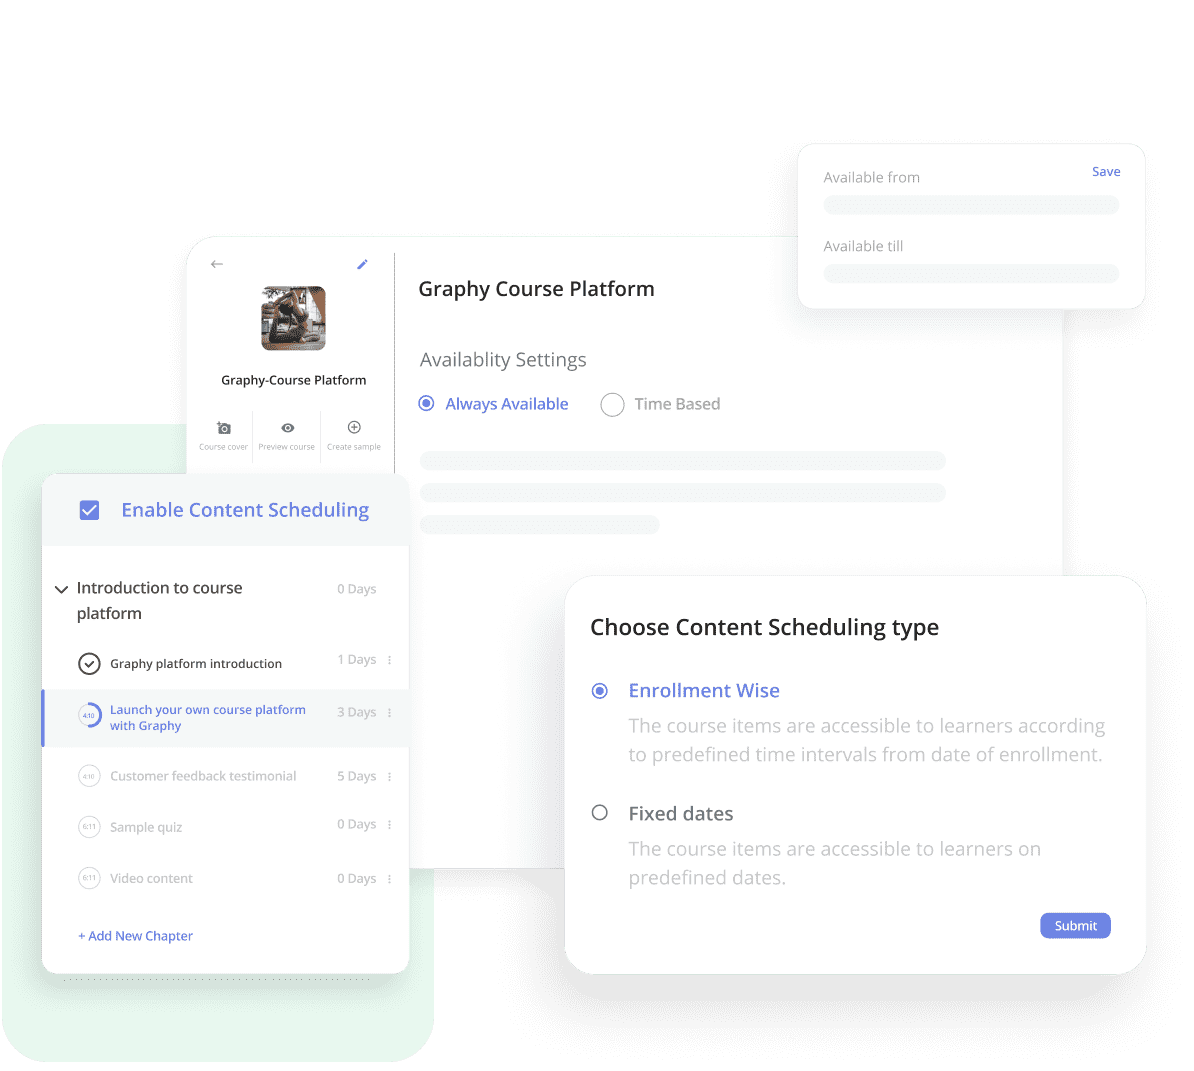 Available from
Save
Available till
Graphy Course Platform
Graphy-Course Platform
Availablity Settings
Always Available
Time Based
Course cover
Preview course
Create sample
Enable Content Scheduling
Introduction to course
platform
0 Days
Graphy platform introduction
1 Days
4:10
Launch your own course platform
with Graphy
3 Days
4:10
Customer feedback testimonial
5 Days
6:11
Sample quiz
0 Days
6:11
Video content
0 Days
+ Add New Chapter
Choose Content Scheduling type
Enrollment Wise
The course items are accessible to learners according
to predefined time intervals from date of enrollment.
Fixed dates
The course items are accessible to learners on
predefined dates.
Submit